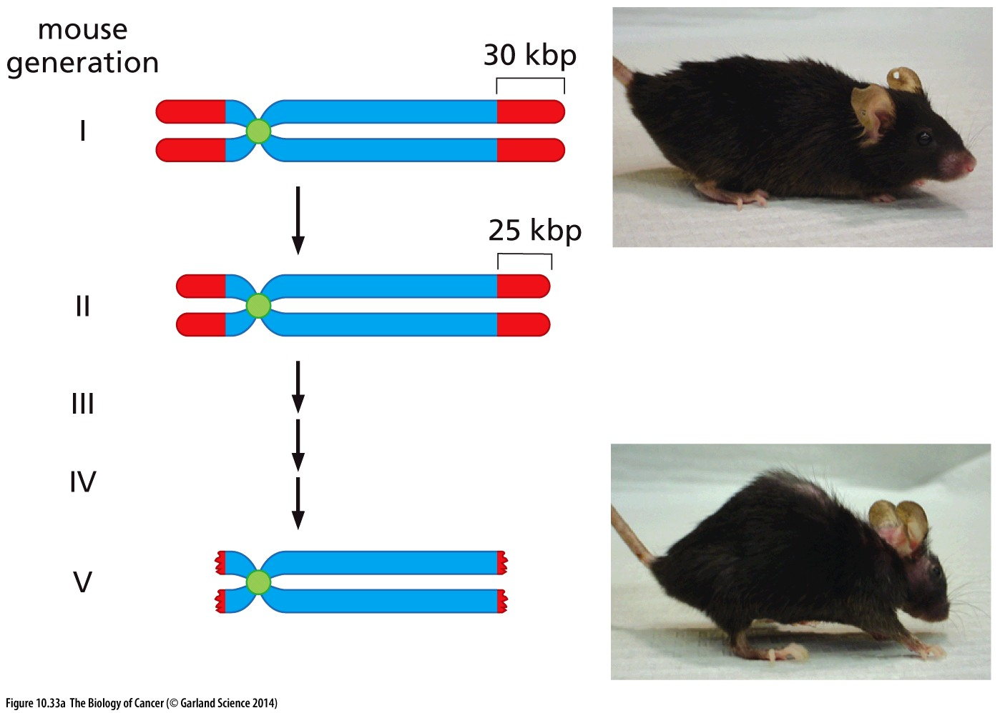 mouse
generation
30 kbp
I
25 kbp
II
III
IV
V
Figure 10.33a The Biology of Cancer (© Garland Science 2014)